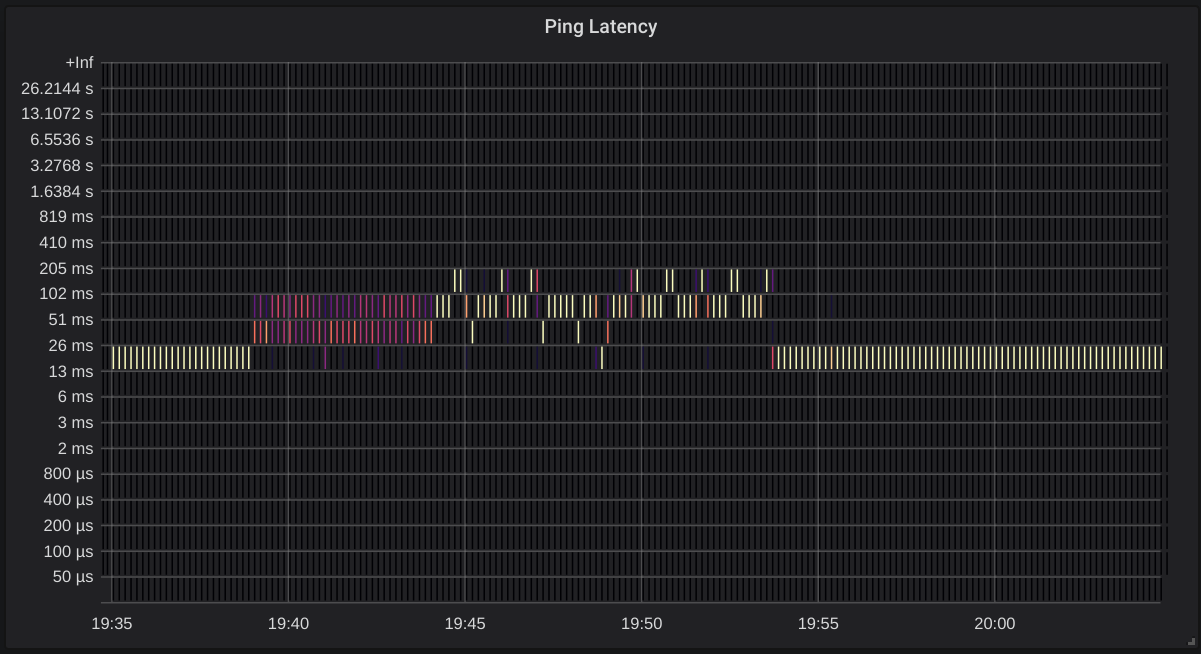 Ping Latency
+Inf
26.2144 s
13.1072 s
6.5536 s
3.2768 s
1.6384 s
819 ms
410 ms
205 ms
102 ms
51 ms
26 ms
13 ms
6 ms
3 ms
2 ms
800 µs
400 µs
200 µs
100 µs
50 µs
19:35 19:40 19:45 19:50 19:55 20:00